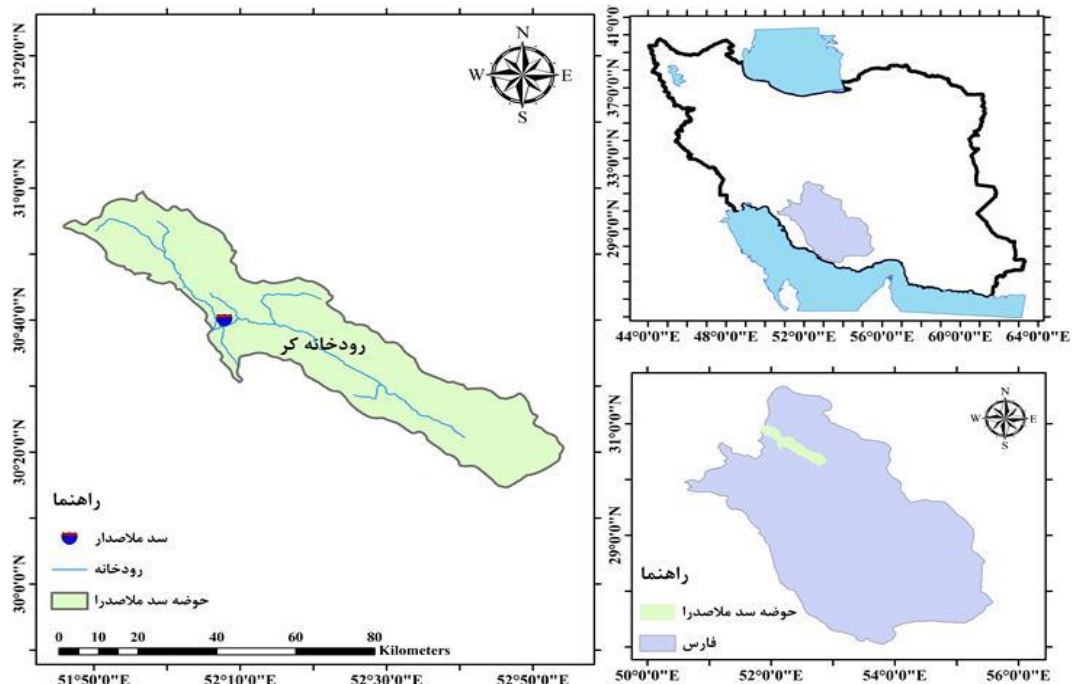 N
W E
S
31°20'0"N
31°0'0"N
30°40'0"N
30°20'0"N
30°0'0"N
رودخانه کر
راهنما
سد ملاصدار
رودخانه
حوضه سد ملاصدرا
0 10 20 40 60 80
Kilometers
51°50'0"E 52°10'0"E 52°30'0"E 52°50'0"E
41°0'0"N
37°0'0"N
33°0'0"N
29°0'0"N
44°0'0"E 48°0'0"E 52°0'0"E 56°0'0"E 60°0'0"E 64°0'0"E
N
W E
S
31°0'0"N
29°0'0"N
راهنما
حوضه سد ملاصدرا
فارس
50°0'0"E 52°0'0"E 54°0'0"E 56°0'0"E